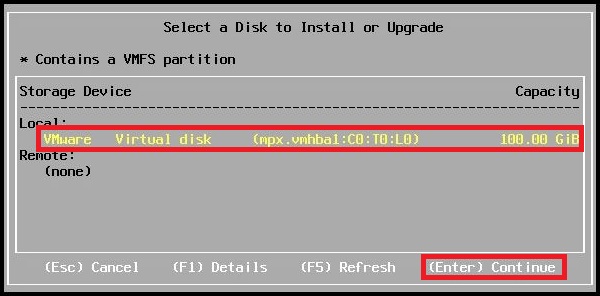 Select a Disk to Install or Upgrade
* Contains a VMFS partition
Storage Device Capacity
--------------------------------------------------------------------------------
Local:
VMware Virtual disk (mpx.vmhba1:C0:T0:L0) 100.00 GiB
Remote:
(none)
(Esc) Cancel (F1) Details (F5) Refresh (Enter) Continue